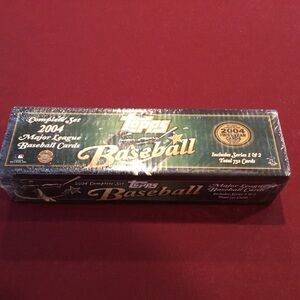 Complete Set
2004
Major League
Baseball Cards
Topps
Baseball
2004
Includes Series 1 & 2
Total 732 Cards
2004 Complete Set
Topps
Baseball
Major League
Baseball Cards